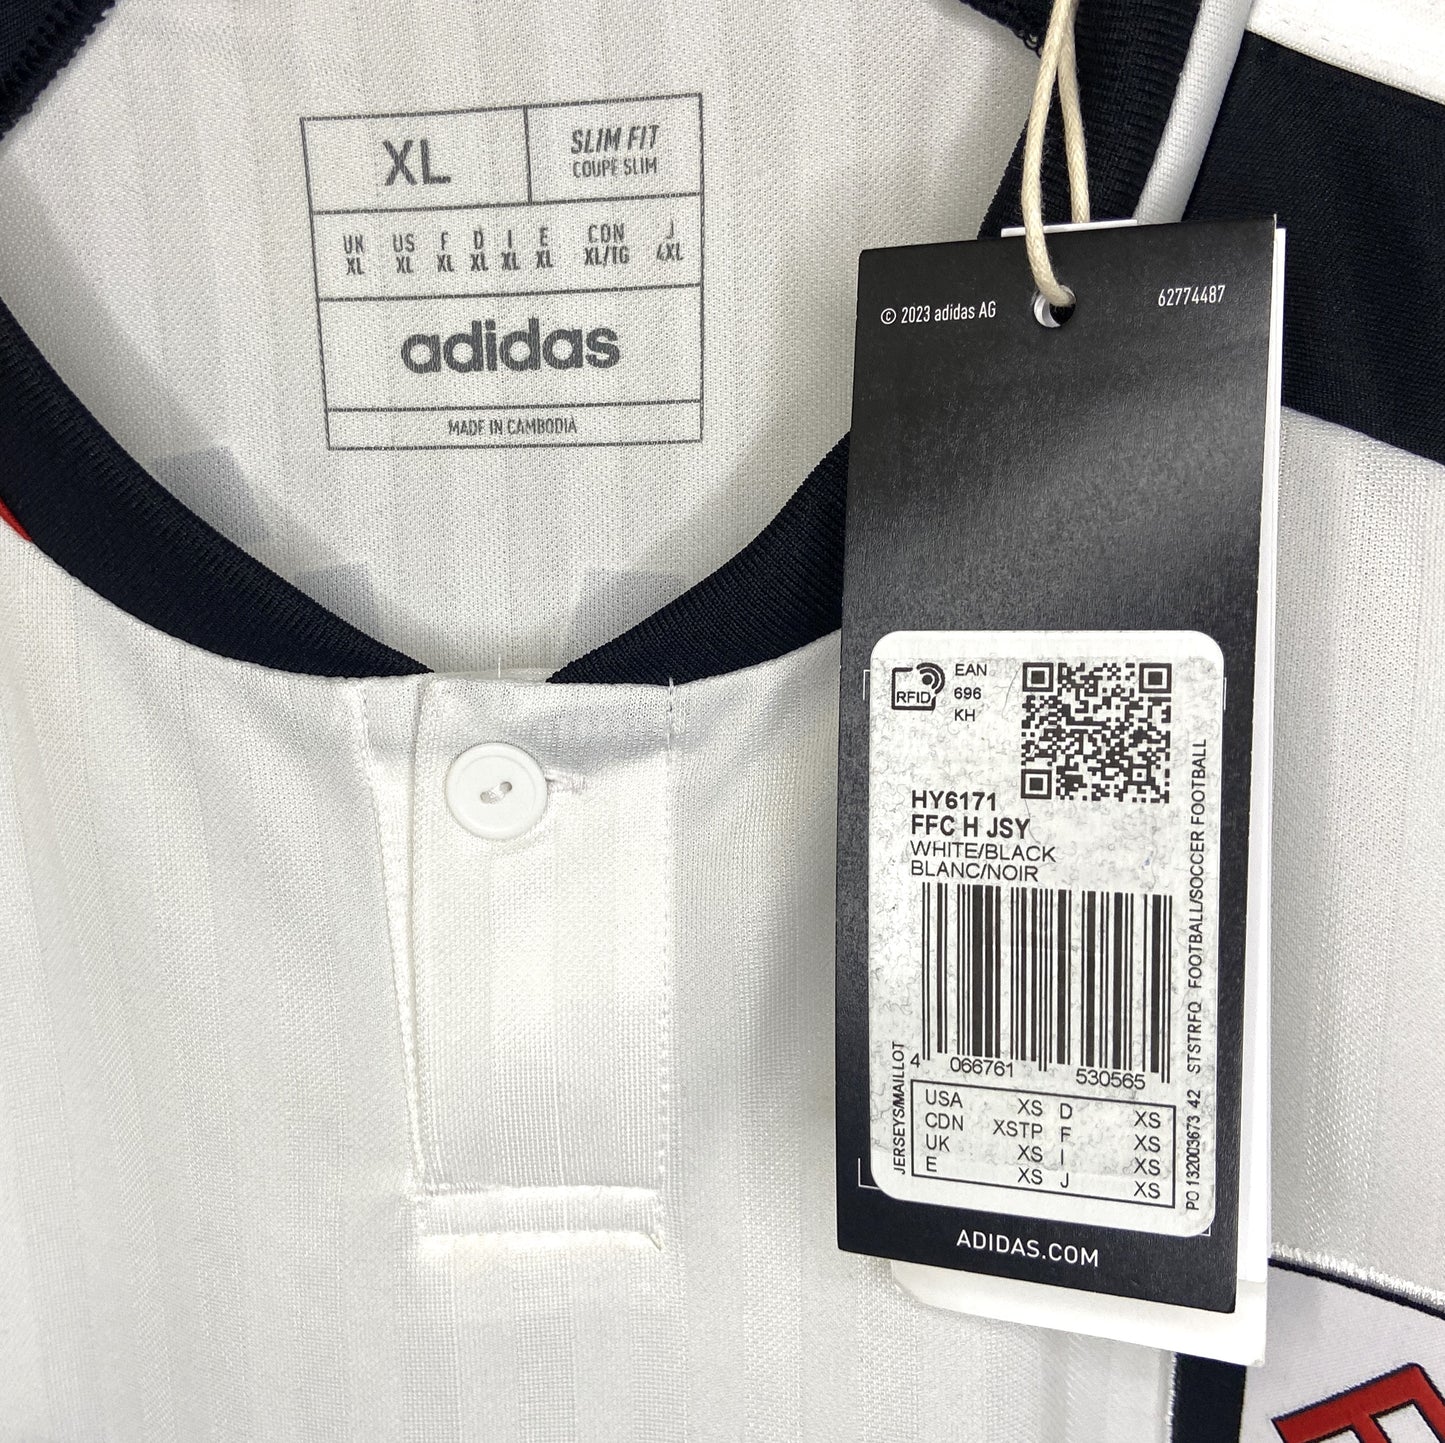 XL
SLIM FIT
COUPE SLIM
UK US F D I E CDN J
XL XL XL XL XL XL XL/TG 4XL
adidas
MADE IN CAMBODIA
© 2023 adidas AG
62774487
RFID
EAN
696
KH
HY6171
FFC H JSY
WHITE/BLACK
BLANC/NOIR
4 066761 530565
USA XS D XS
CDN XSTP F XS
UK XS I XS
E XS J XS
JERSEYS/MAILLOT
PO 132003673 42 STSTRFQ FOOTBALL/SOCCER FOOTBALL
ADIDAS.COM
F